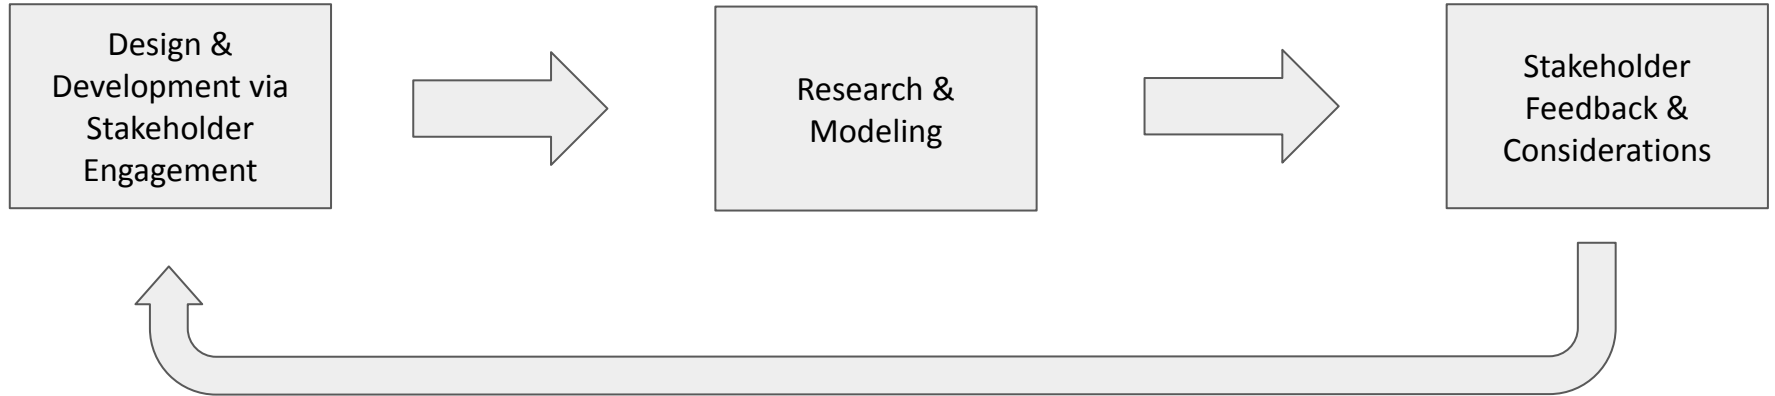 Design &
Development via
Stakeholder
Engagement
Research &
Modeling
Stakeholder
Feedback &
Considerations